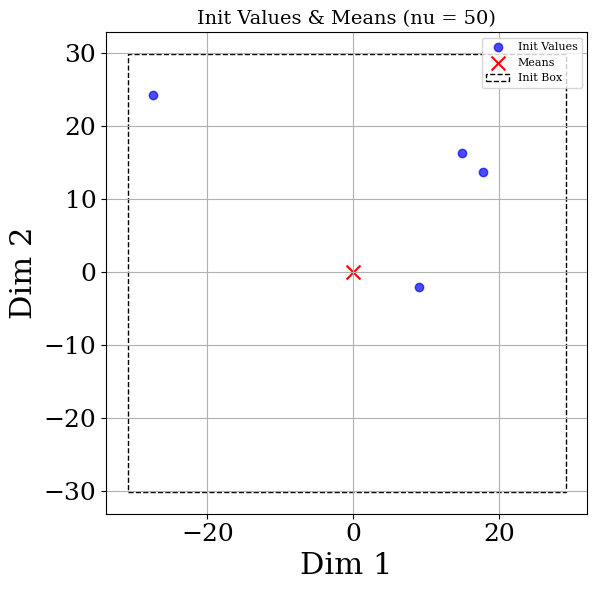 Init Values & Means (nu = 50)
Init Values
Means
Init Box
Dim 2
30
20
10
0
−10
−20
−30
−20
0
20
Dim 1